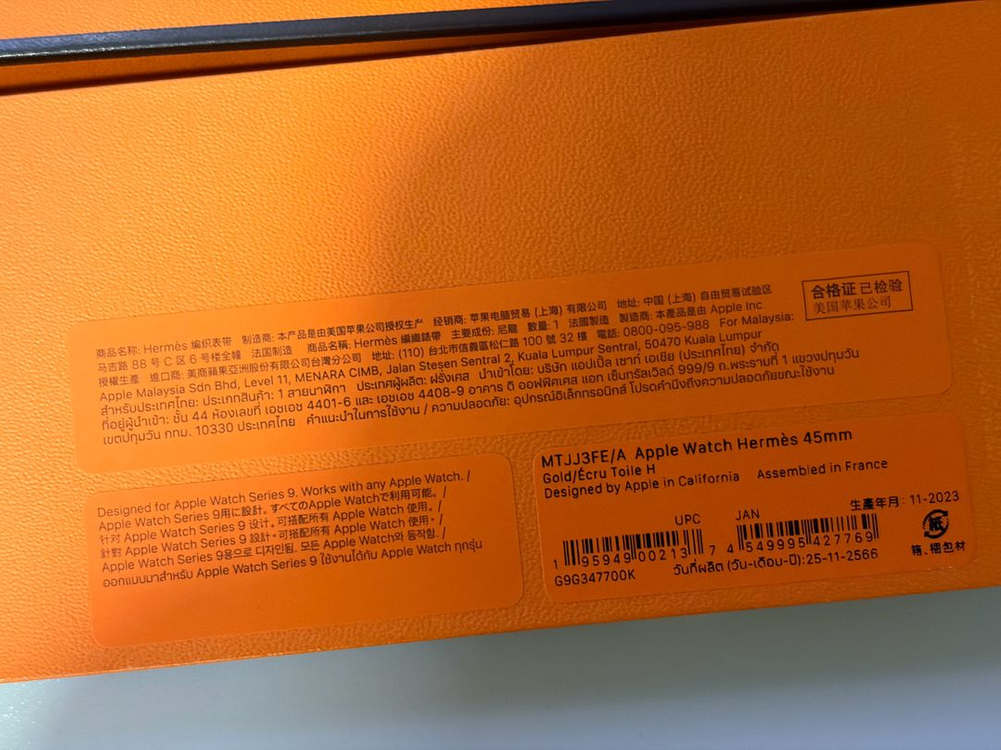 商品名称: Hermès 编织表带 制造商: 本产品是由美国苹果公司授权生产 经销商: 苹果电脑贸易 (上海) 有限公司 地址: 中国 (上海) 自由贸易试验区
马吉路 88 号 C 区 6 号楼全幢 法国制造 商品名稱: Hermès 編織錶帶 主要成份: 尼龍 數量: 1 法國製造 製造商: 本產品是由 Apple Inc.
授權生產 進口商: 美商蘋果亞洲股份有限公司台灣分公司 地址: (110) 台北市信義區松仁路 100 號 32 樓 電話: 0800-095-988 For Malaysia:
Apple Malaysia Sdn Bhd, Level 11, MENARA CIMB, Jalan Stesen Sentral 2, Kuala Lumpur Sentral, 50470 Kuala Lumpur
สำหรับประเทศไทย: ประเภทสินค้า: 1 สายนาฬิกา ประเทศผู้ผลิต: ฝรั่งเศส นำเข้าโดย: บริษัท แอปเปิ้ล เซาท์ เอเชีย (ประเทศไทย) จำกัด
ที่อยู่ผู้นำเข้า: ชั้น 44 ห้องเลขที่ เอชเอช 4401-6 และ เอชเอช 4408-9 อาคาร ดิ ออฟฟิศเศส แอท เซ็นทรัลเวิลด์ 999/9 ถ.พระรามที่ 1 แขวงปทุมวัน
เขตปทุมวัน กทม. 10330 ประเทศไทย คำแนะนำในการใช้งาน / ความปลอดภัย: อุปกรณ์อิเล็กทรอนิกส์ โปรดคำนึงถึงความปลอดภัยขณะใช้งาน
合格证 已检验
美国苹果公司
Designed for Apple Watch Series 9. Works with any Apple Watch. /
Apple Watch Series 9用に設計。すべてのApple Watchで利用可能。 /
针对 Apple Watch Series 9 设计。可搭配所有 Apple Watch 使用。 /
針對 Apple Watch Series 9 設計。可搭配所有 Apple Watch 使用。 /
Apple Watch Series 9용으로 디자인됨. 모든 Apple Watch와 동작함. /
ออกแบบมาสำหรับ Apple Watch Series 9 ใช้งานได้กับ Apple Watch ทุกรุ่น
MTJJ3FE/A Apple Watch Hermès 45mm
Gold/Écru Toile H
Designed by Apple in California Assembled in France
生產年月: 11-2023
UPC JAN
1 95949 00213 7 4 549995 427769
紙
箱、梱包材
G9G347700K วันที่ผลิต (วัน-เดือน-ปี):25-11-2566